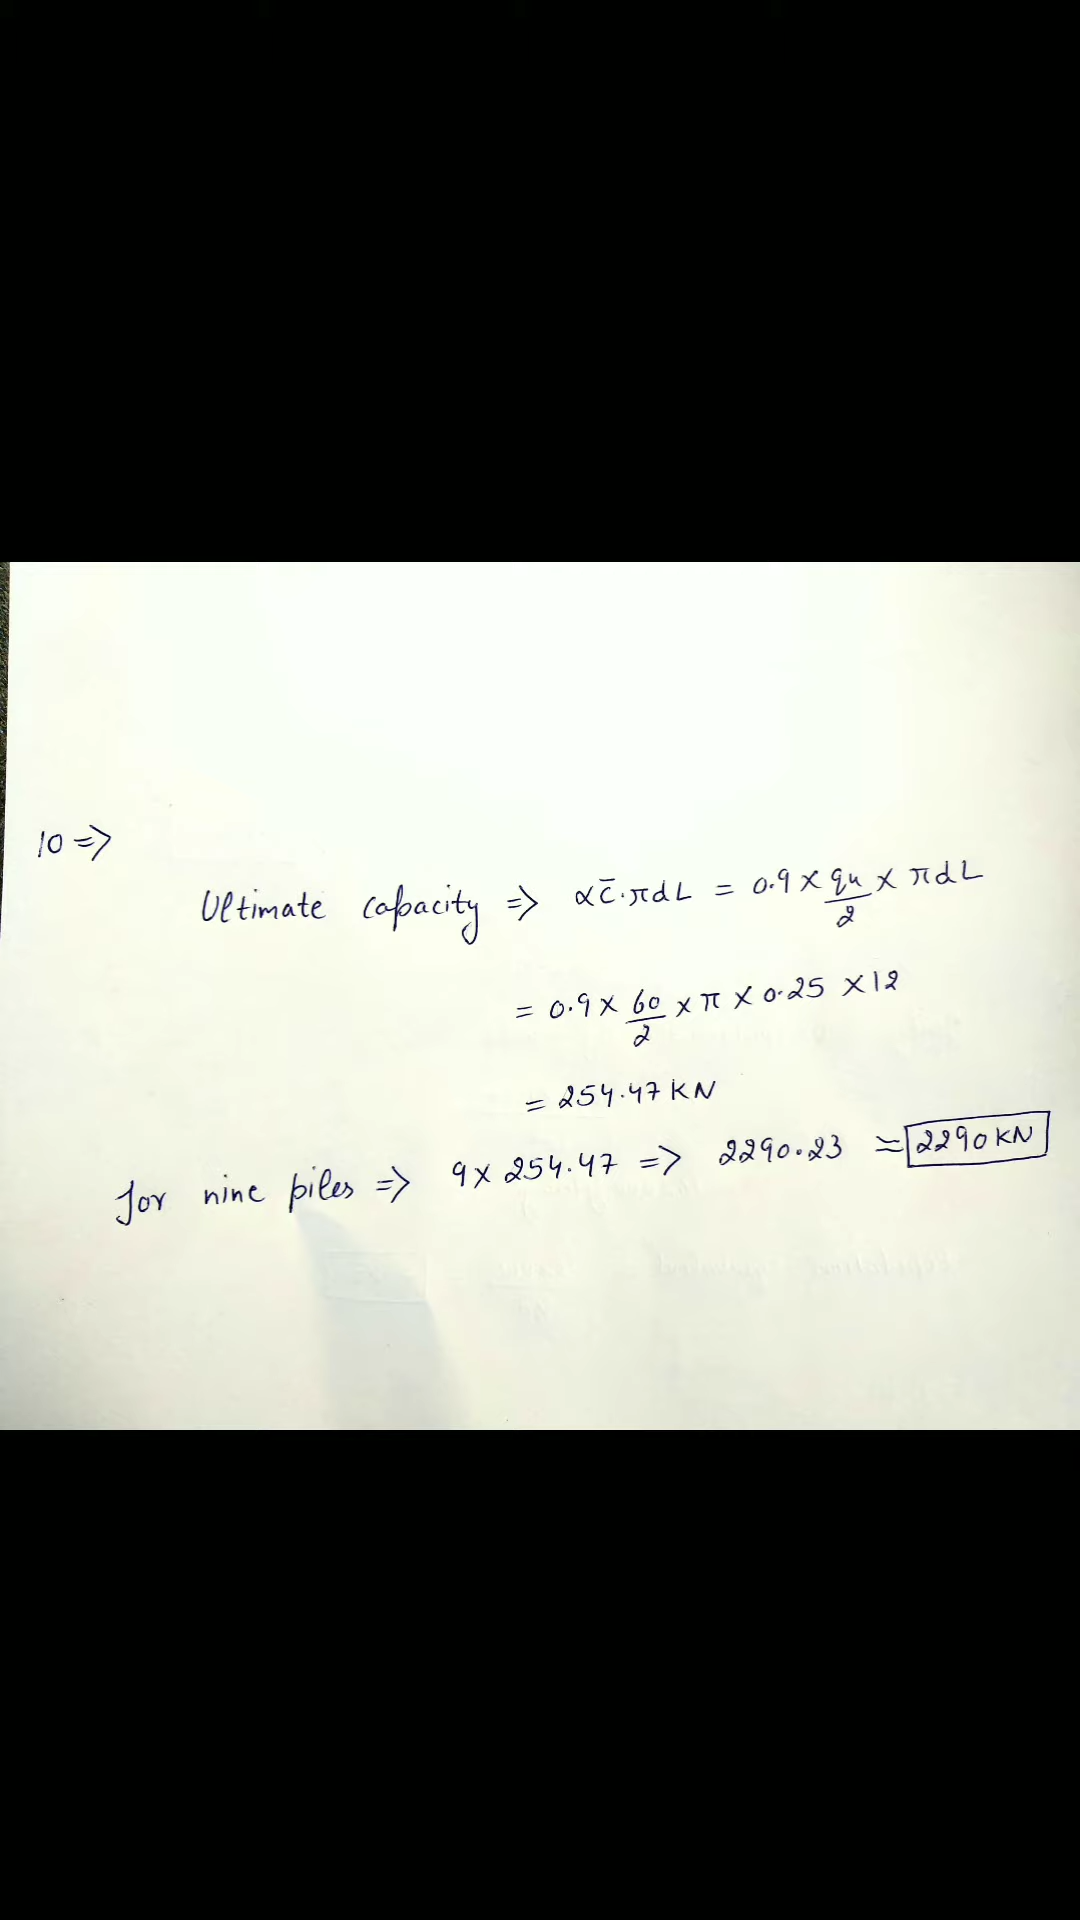 10 =>
Ultimate capacity => αc̄.πdL = 0.9 × qu/2 × πdL
= 0.9 × 60/2 × π × 0.25 × 12
= 254.47 KN
for nine piles => 9 × 254.47 => 2290.23 ≃ 2290 KN